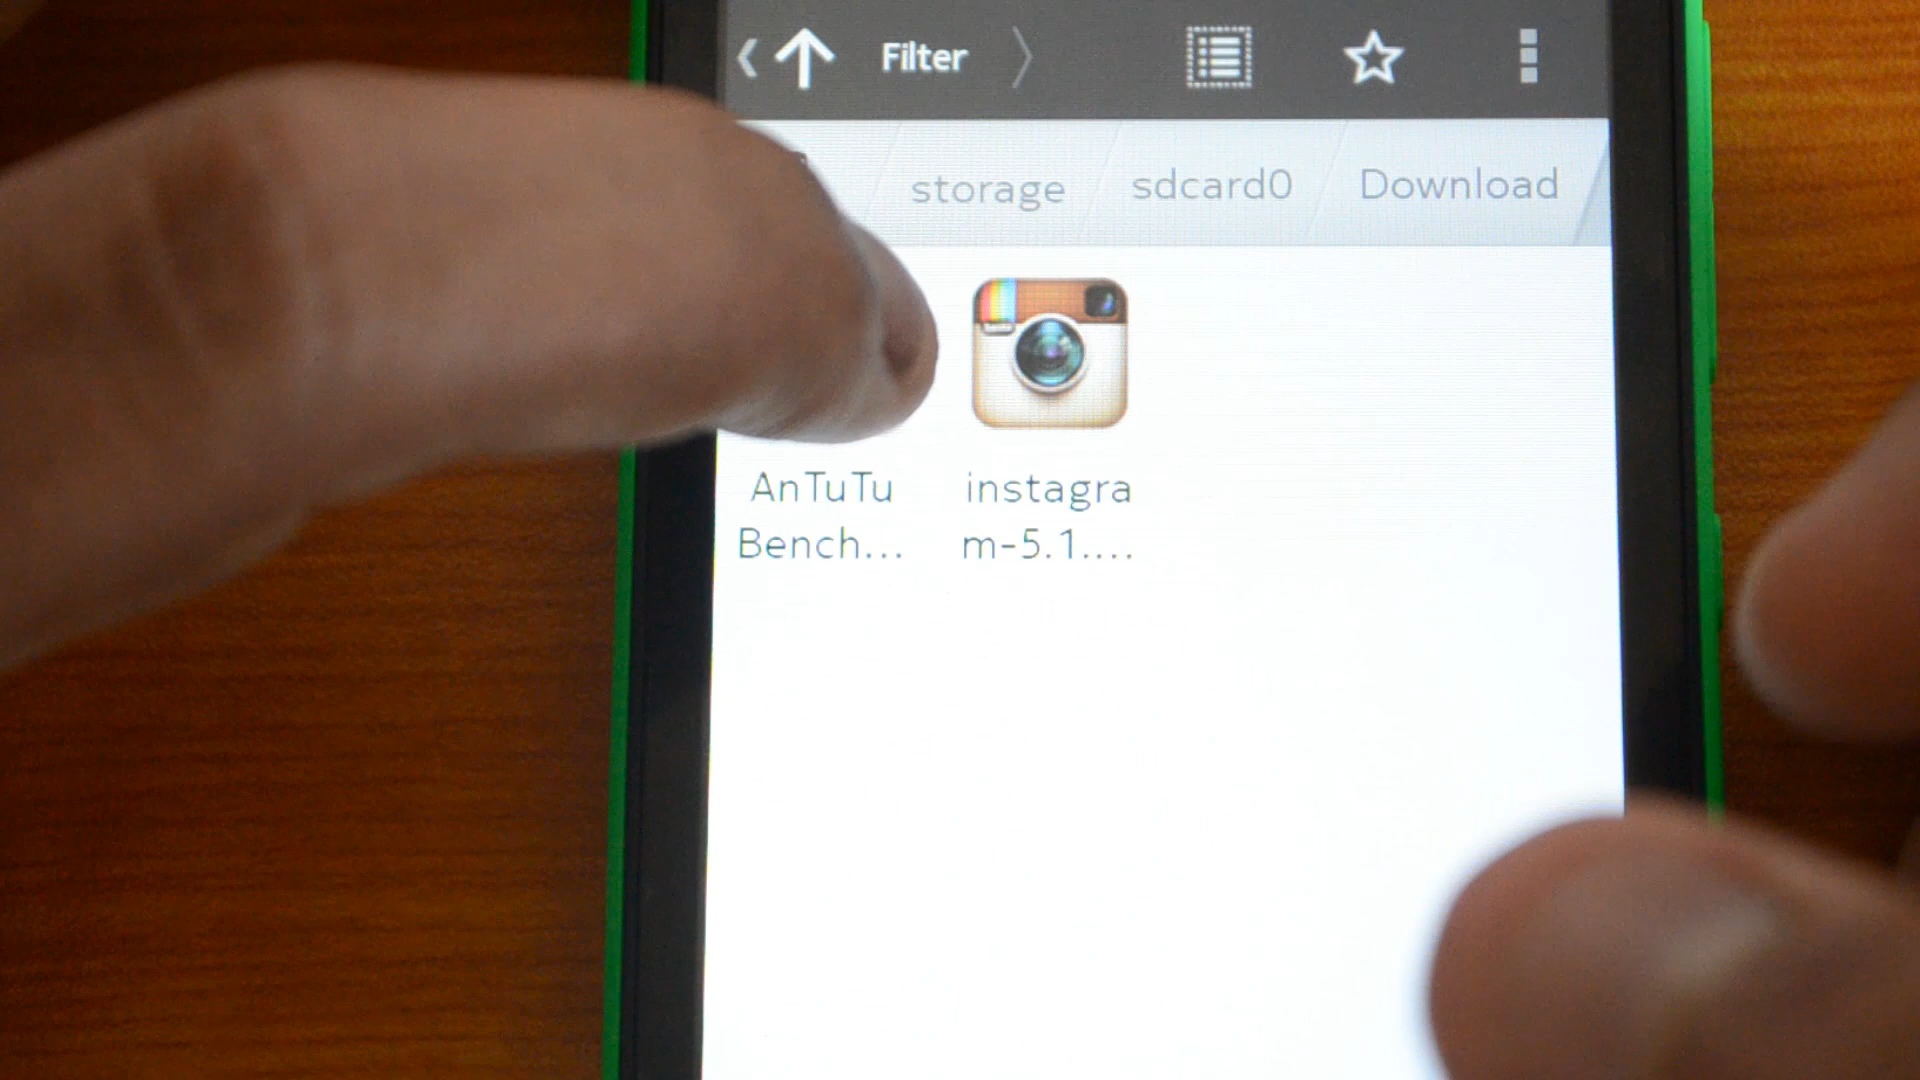 Filter
storage sdcard0 Download
AnTuTu
Bench...
instagra
m-5.1....